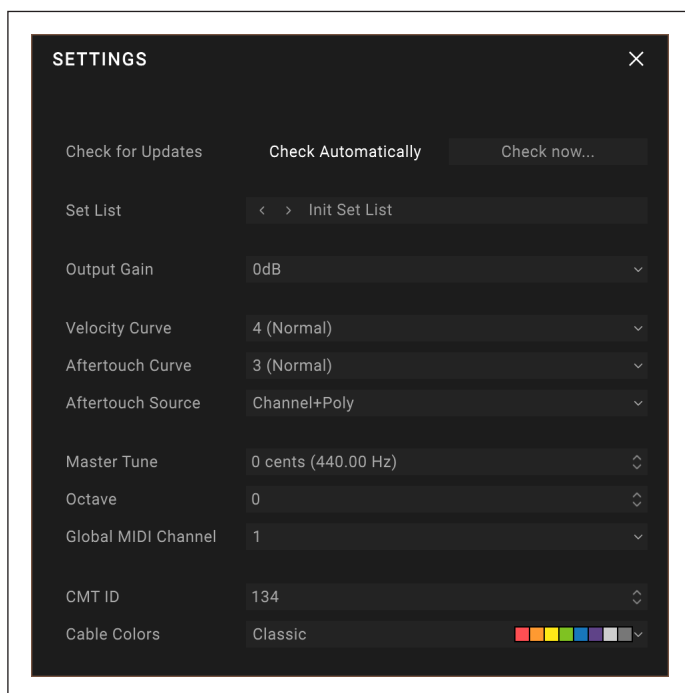 SETTINGS
Check for Updates Check Automatically Check now...
Set List < > Init Set List
Output Gain 0dB
Velocity Curve 4 (Normal)
Aftertouch Curve 3 (Normal)
Aftertouch Source Channel+Poly
Master Tune 0 cents (440.00 Hz)
Octave 0
Global MIDI Channel 1
CMT ID 134
Cable Colors Classic